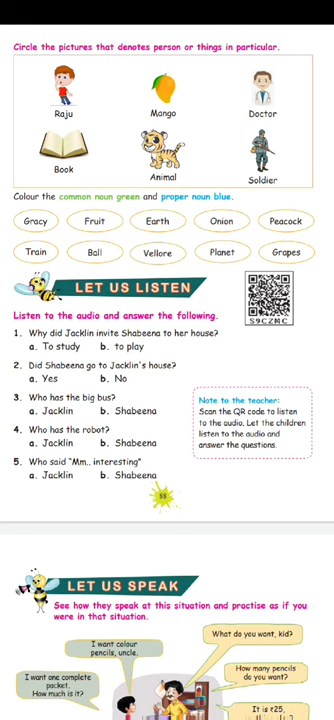 Circle the pictures that denotes person or things in particular.
Raju
Mango
Doctor
Book
Animal
Soldier
Colour the common noun green and proper noun blue.
Gracy
Fruit
Earth
Onion
Peacock
Train
Ball
Vellore
Planet
Grapes
LET US LISTEN
S9CZMC
Listen to the audio and answer the following.
1. Why did Jacklin invite Shabeena to her house?
a. To study b. to play
2. Did Shabeena go to Jacklin's house?
a. Yes b. No
3. Who has the big bus?
a. Jacklin b. Shabeena
4. Who has the robot?
a. Jacklin b. Shabeena
5. Who said "Mm.. interesting"
a. Jacklin b. Shabeena
Note to the teacher:
Scan the QR code to listen
to the audio. Let the children
listen to the audio and
answer the questions.
88
LET US SPEAK
See how they speak at this situation and practise as if you
were in that situation.
What do you want, kid?
I want colour
pencils, uncle.
How many pencils
do you want?
I want one complete
packet.
How much is it?
It is ₹25.